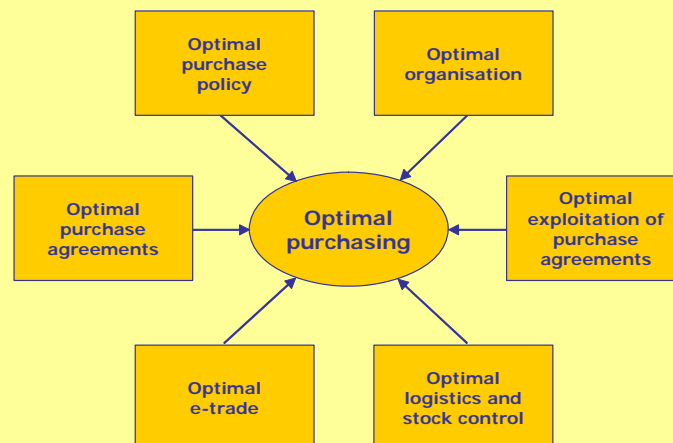 Optimal
purchase
policy
Optimal
organisation
Optimal
purchase
agreements
Optimal
purchasing
Optimal
exploitation of
purchase
agreements
Optimal
e-trade
Optimal
logistics and
stock control